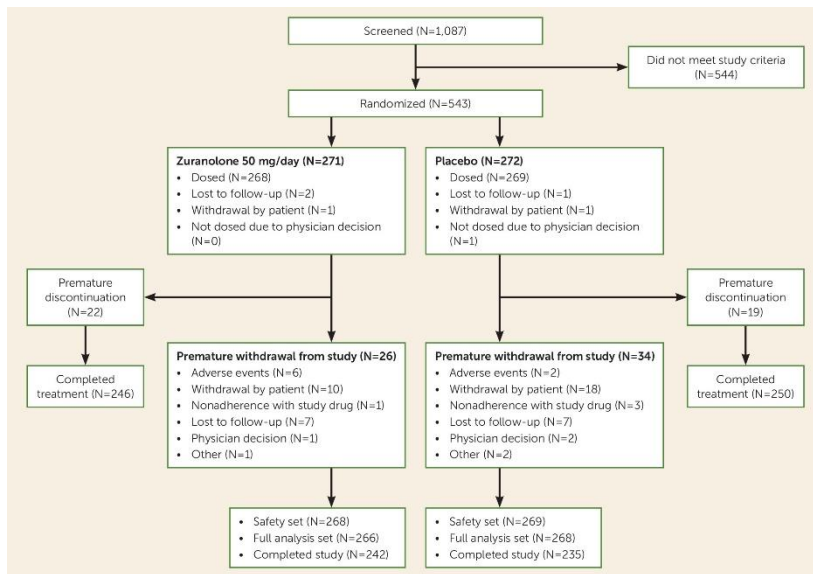 Screened (N=1,087)
Did not meet study criteria
(N=544)
Randomized (N=543)
Zuranolone 50 mg/day (N=271)
• Dosed (N=268)
• Lost to follow-up (N=2)
• Withdrawal by patient (N=1)
• Not dosed due to physician decision
(N=0)
Placebo (N=272)
• Dosed (N=269)
• Lost to follow-up (N=1)
• Withdrawal by patient (N=1)
• Not dosed due to physician decision
(N=1)
Premature
discontinuation
(N=22)
Premature
discontinuation
(N=19)
Completed
treatment (N=246)
Premature withdrawal from study (N=26)
• Adverse events (N=6)
• Withdrawal by patient (N=10)
• Nonadherence with study drug (N=1)
• Lost to follow-up (N=7)
• Physician decision (N=1)
• Other (N=1)
Premature withdrawal from study (N=34)
• Adverse events (N=2)
• Withdrawal by patient (N=18)
• Nonadherence with study drug (N=3)
• Lost to follow-up (N=7)
• Physician decision (N=2)
• Other (N=2)
Completed
treatment (N=250)
• Safety set (N=268)
• Full analysis set (N=266)
• Completed study (N=242)
• Safety set (N=269)
• Full analysis set (N=268)
• Completed study (N=235)